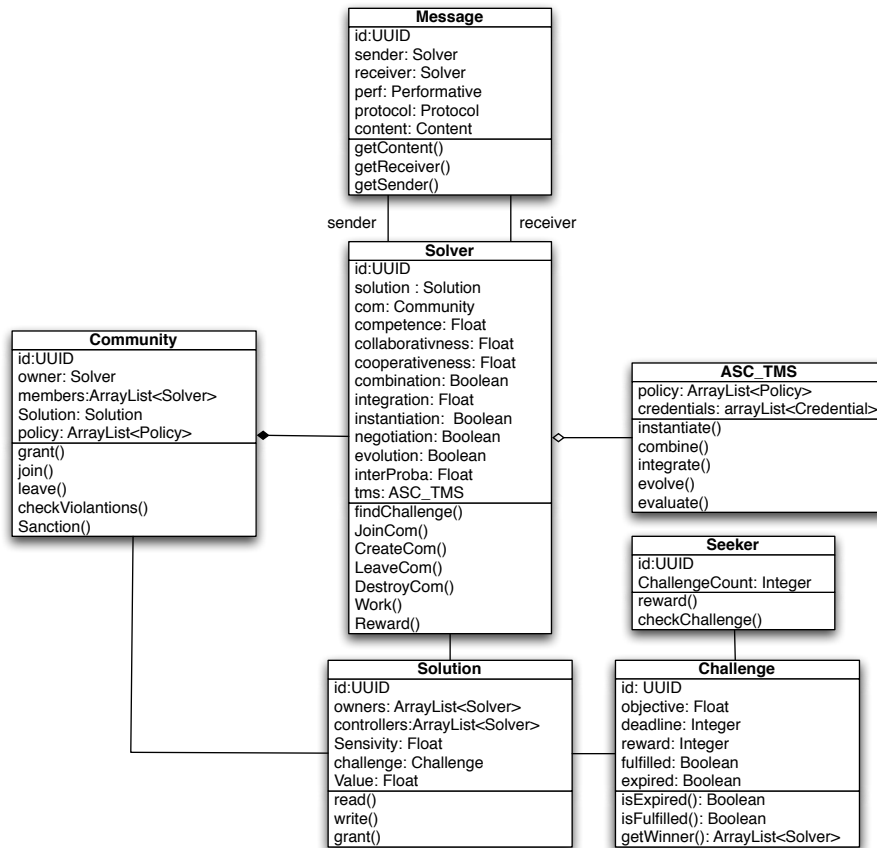 Message
id:UUID
sender: Solver
receiver: Solver
perf: Performative
protocol: Protocol
content: Content
getContent()
getReceiver()
getSender()
sender
receiver
Solver
id:UUID
solution : Solution
com: Community
competence: Float
collaborativness: Float
cooperativeness: Float
combination: Boolean
integration: Float
instantiation: Boolean
negotiation: Boolean
evolution: Boolean
interProba: Float
tms: ASC_TMS
findChallenge()
JoinCom()
CreateCom()
LeaveCom()
DestroyCom()
Work()
Reward()
Community
id:UUID
owner: Solver
members:ArrayList<Solver>
Solution: Solution
policy: ArrayList<Policy>
grant()
join()
leave()
checkViolantions()
Sanction()
ASC_TMS
policy: ArrayList<Policy>
credentials: arrayList<Credential>
instantiate()
combine()
integrate()
evolve()
evaluate()
Seeker
id:UUID
ChallengeCount: Integer
reward()
checkChallenge()
Solution
id:UUID
owners: ArrayList<Solver>
controllers:ArrayList<Solver>
Sensivity: Float
challenge: Challenge
Value: Float
read()
write()
grant()
Challenge
id: UUID
objective: Float
deadline: Integer
reward: Integer
fulfilled: Boolean
expired: Boolean
isExpired(): Boolean
isFulfilled(): Boolean
getWinner(): ArrayList<Solver>